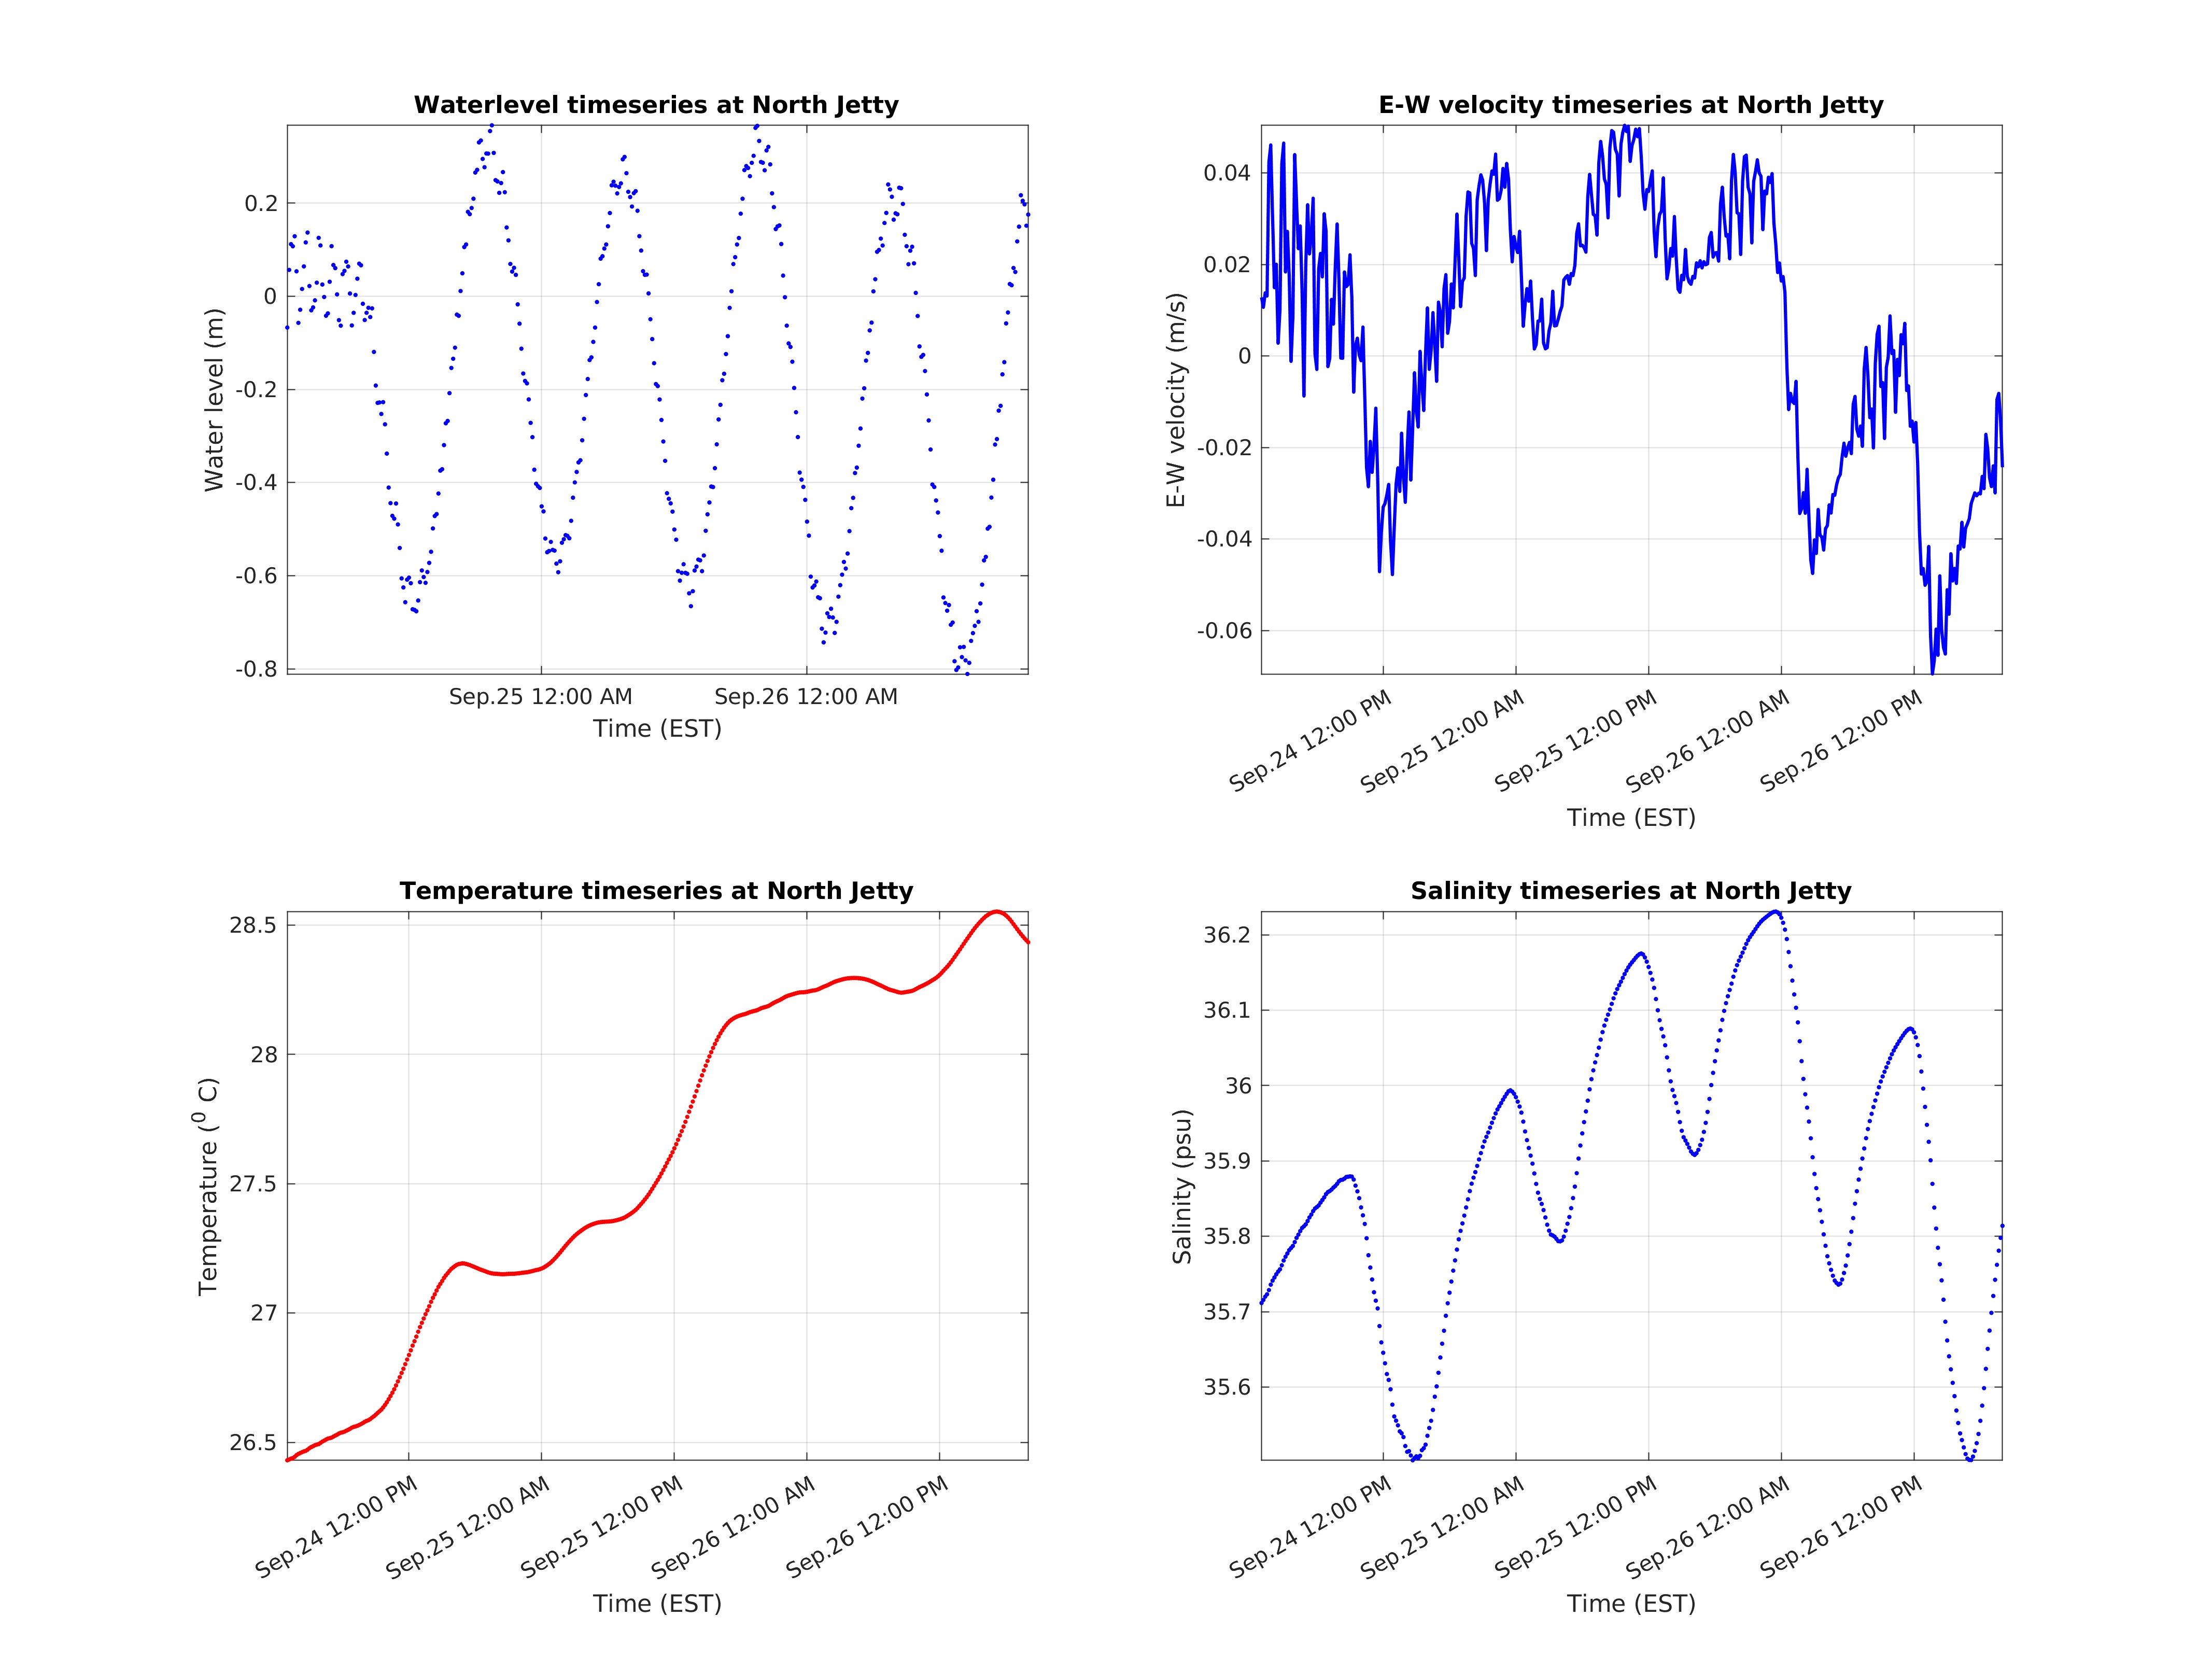 Waterlevel timeseries at North Jetty
0.2
0
-0.2
-0.4
-0.6
-0.8
Water level (m)
Sep.25 12:00 AM
Sep.26 12:00 AM
Time (EST)
E-W velocity timeseries at North Jetty
0.04
0.02
0
-0.02
-0.04
-0.06
E-W velocity (m/s)
Sep.24 12:00 PM
Sep.25 12:00 AM
Sep.25 12:00 PM
Sep.26 12:00 AM
Sep.26 12:00 PM
Time (EST)
Temperature timeseries at North Jetty
28.5
28
27.5
27
26.5
Temperature (⁰ C)
Sep.24 12:00 PM
Sep.25 12:00 AM
Sep.25 12:00 PM
Sep.26 12:00 AM
Sep.26 12:00 PM
Time (EST)
Salinity timeseries at North Jetty
36.2
36.1
36
35.9
35.8
35.7
35.6
Salinity (psu)
Sep.24 12:00 PM
Sep.25 12:00 AM
Sep.25 12:00 PM
Sep.26 12:00 AM
Sep.26 12:00 PM
Time (EST)